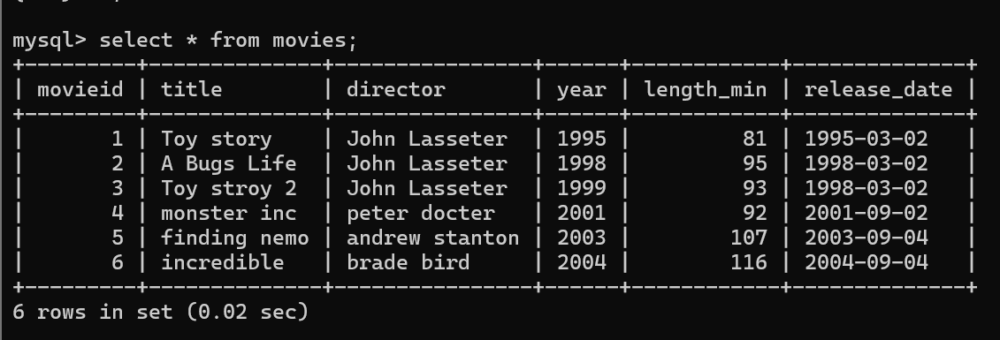 mysql> select * from movies;
+----------+--------------+----------------+------+------------+--------------+
| movieid | title        | director       | year | length_min | release_date |
+----------+--------------+----------------+------+------------+--------------+
|       1 | Toy story    | John Lasseter  | 1995 |         81 | 1995-03-02   |
|       2 | A Bugs Life  | John Lasseter  | 1998 |         95 | 1998-03-02   |
|       3 | Toy stroy 2  | John Lasseter  | 1999 |         93 | 1998-03-02   |
|       4 | monster inc  | peter docter   | 2001 |         92 | 2001-09-02   |
|       5 | finding nemo | andrew stanton | 2003 |        107 | 2003-09-04   |
|       6 | incredible   | brade bird     | 2004 |        116 | 2004-09-04   |
+----------+--------------+----------------+------+------------+--------------+
6 rows in set (0.02 sec)